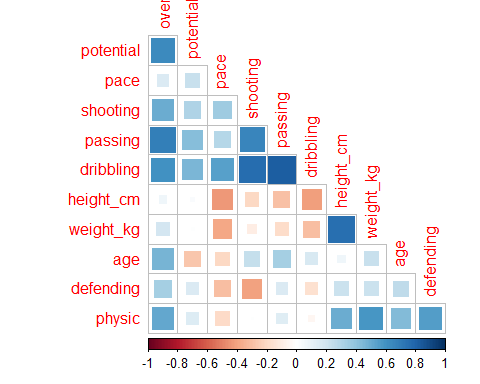 over
potential
pace
shooting
passing
dribbling
height_cm
weight_kg
age
defending
potential
pace
shooting
passing
dribbling
height_cm
weight_kg
age
defending
physic
-1 -0.8 -0.6 -0.4 -0.2 0 0.2 0.4 0.6 0.8 1